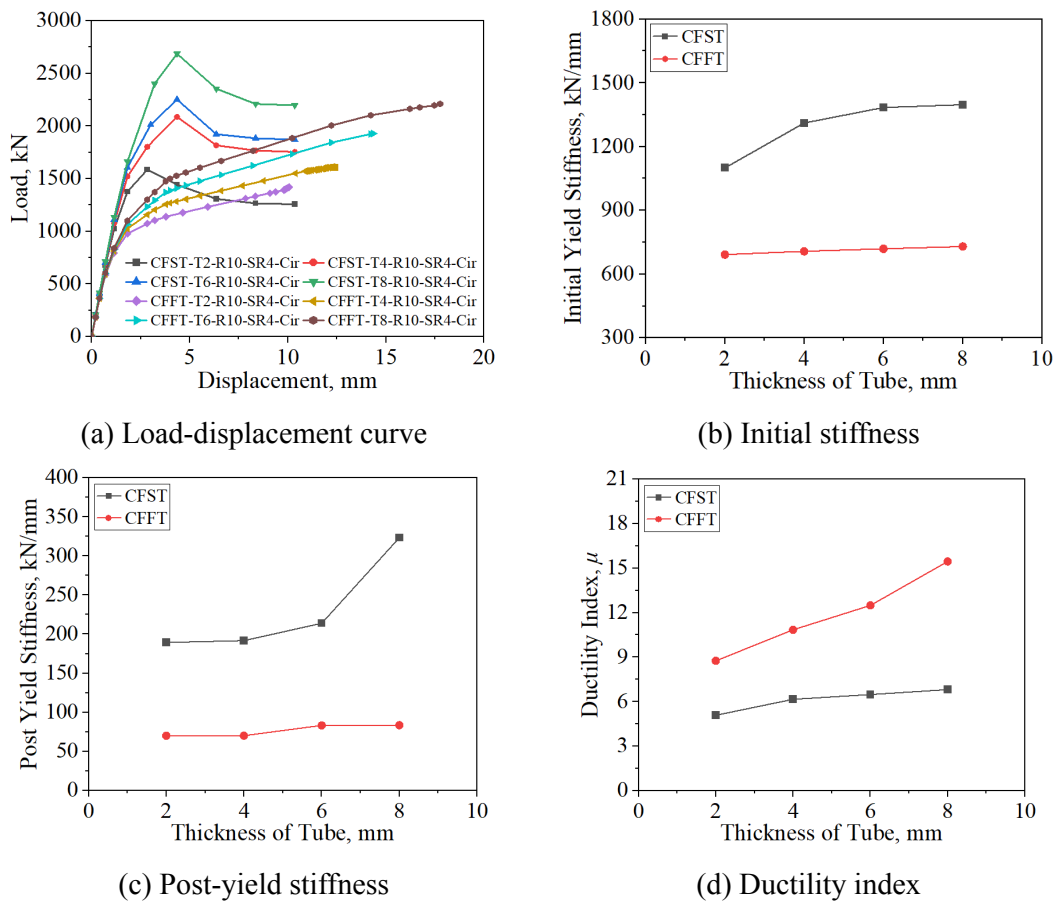 3000
2500
2000
1500
1000
500
0
Load, kN
CFST-T2-R10-SR4-Cir CFST-T4-R10-SR4-Cir
CFST-T6-R10-SR4-Cir CFST-T8-R10-SR4-Cir
CFFT-T2-R10-SR4-Cir CFFT-T4-R10-SR4-Cir
CFFT-T6-R10-SR4-Cir CFFT-T8-R10-SR4-Cir
0 5 10 15 20
Displacement, mm
(a) Load-displacement curve
1800
1500
1200
900
600
300
Initial Yield Stiffness, kN/mm
CFST
CFFT
0 2 4 6 8 10
Thickness of Tube, mm
(b) Initial stiffness
400
350
300
250
200
150
100
50
0
Post Yield Stiffness, kN/mm
CFST
CFFT
0 2 4 6 8 10
Thickness of Tube, mm
(c) Post-yield stiffness
21
18
15
12
9
6
3
0
Ductility Index, μ
CFST
CFFT
0 2 4 6 8 10
Thickness of Tube, mm
(d) Ductility index